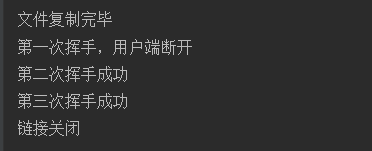 文件复制完毕
第一次挥手，用户端断开
第二次挥手成功
第三次挥手成功
链接关闭